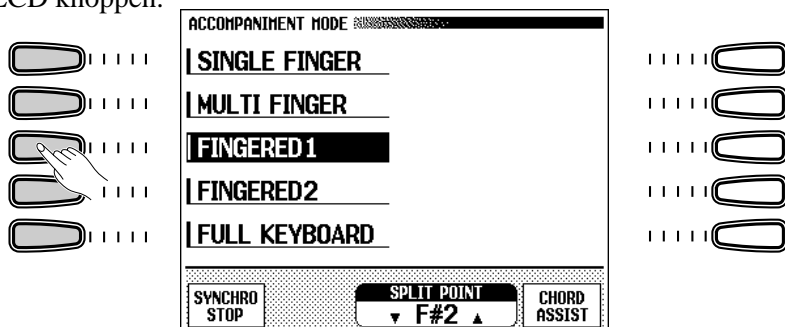 LCD knoppen.
ACCOMPANIMENT MODE
SINGLE FINGER
MULTI FINGER
FINGERED1
FINGERED2
FULL KEYBOARD
SYNCHRO
STOP
SPLIT POINT
▼ F#2 ▲
CHORD
ASSIST